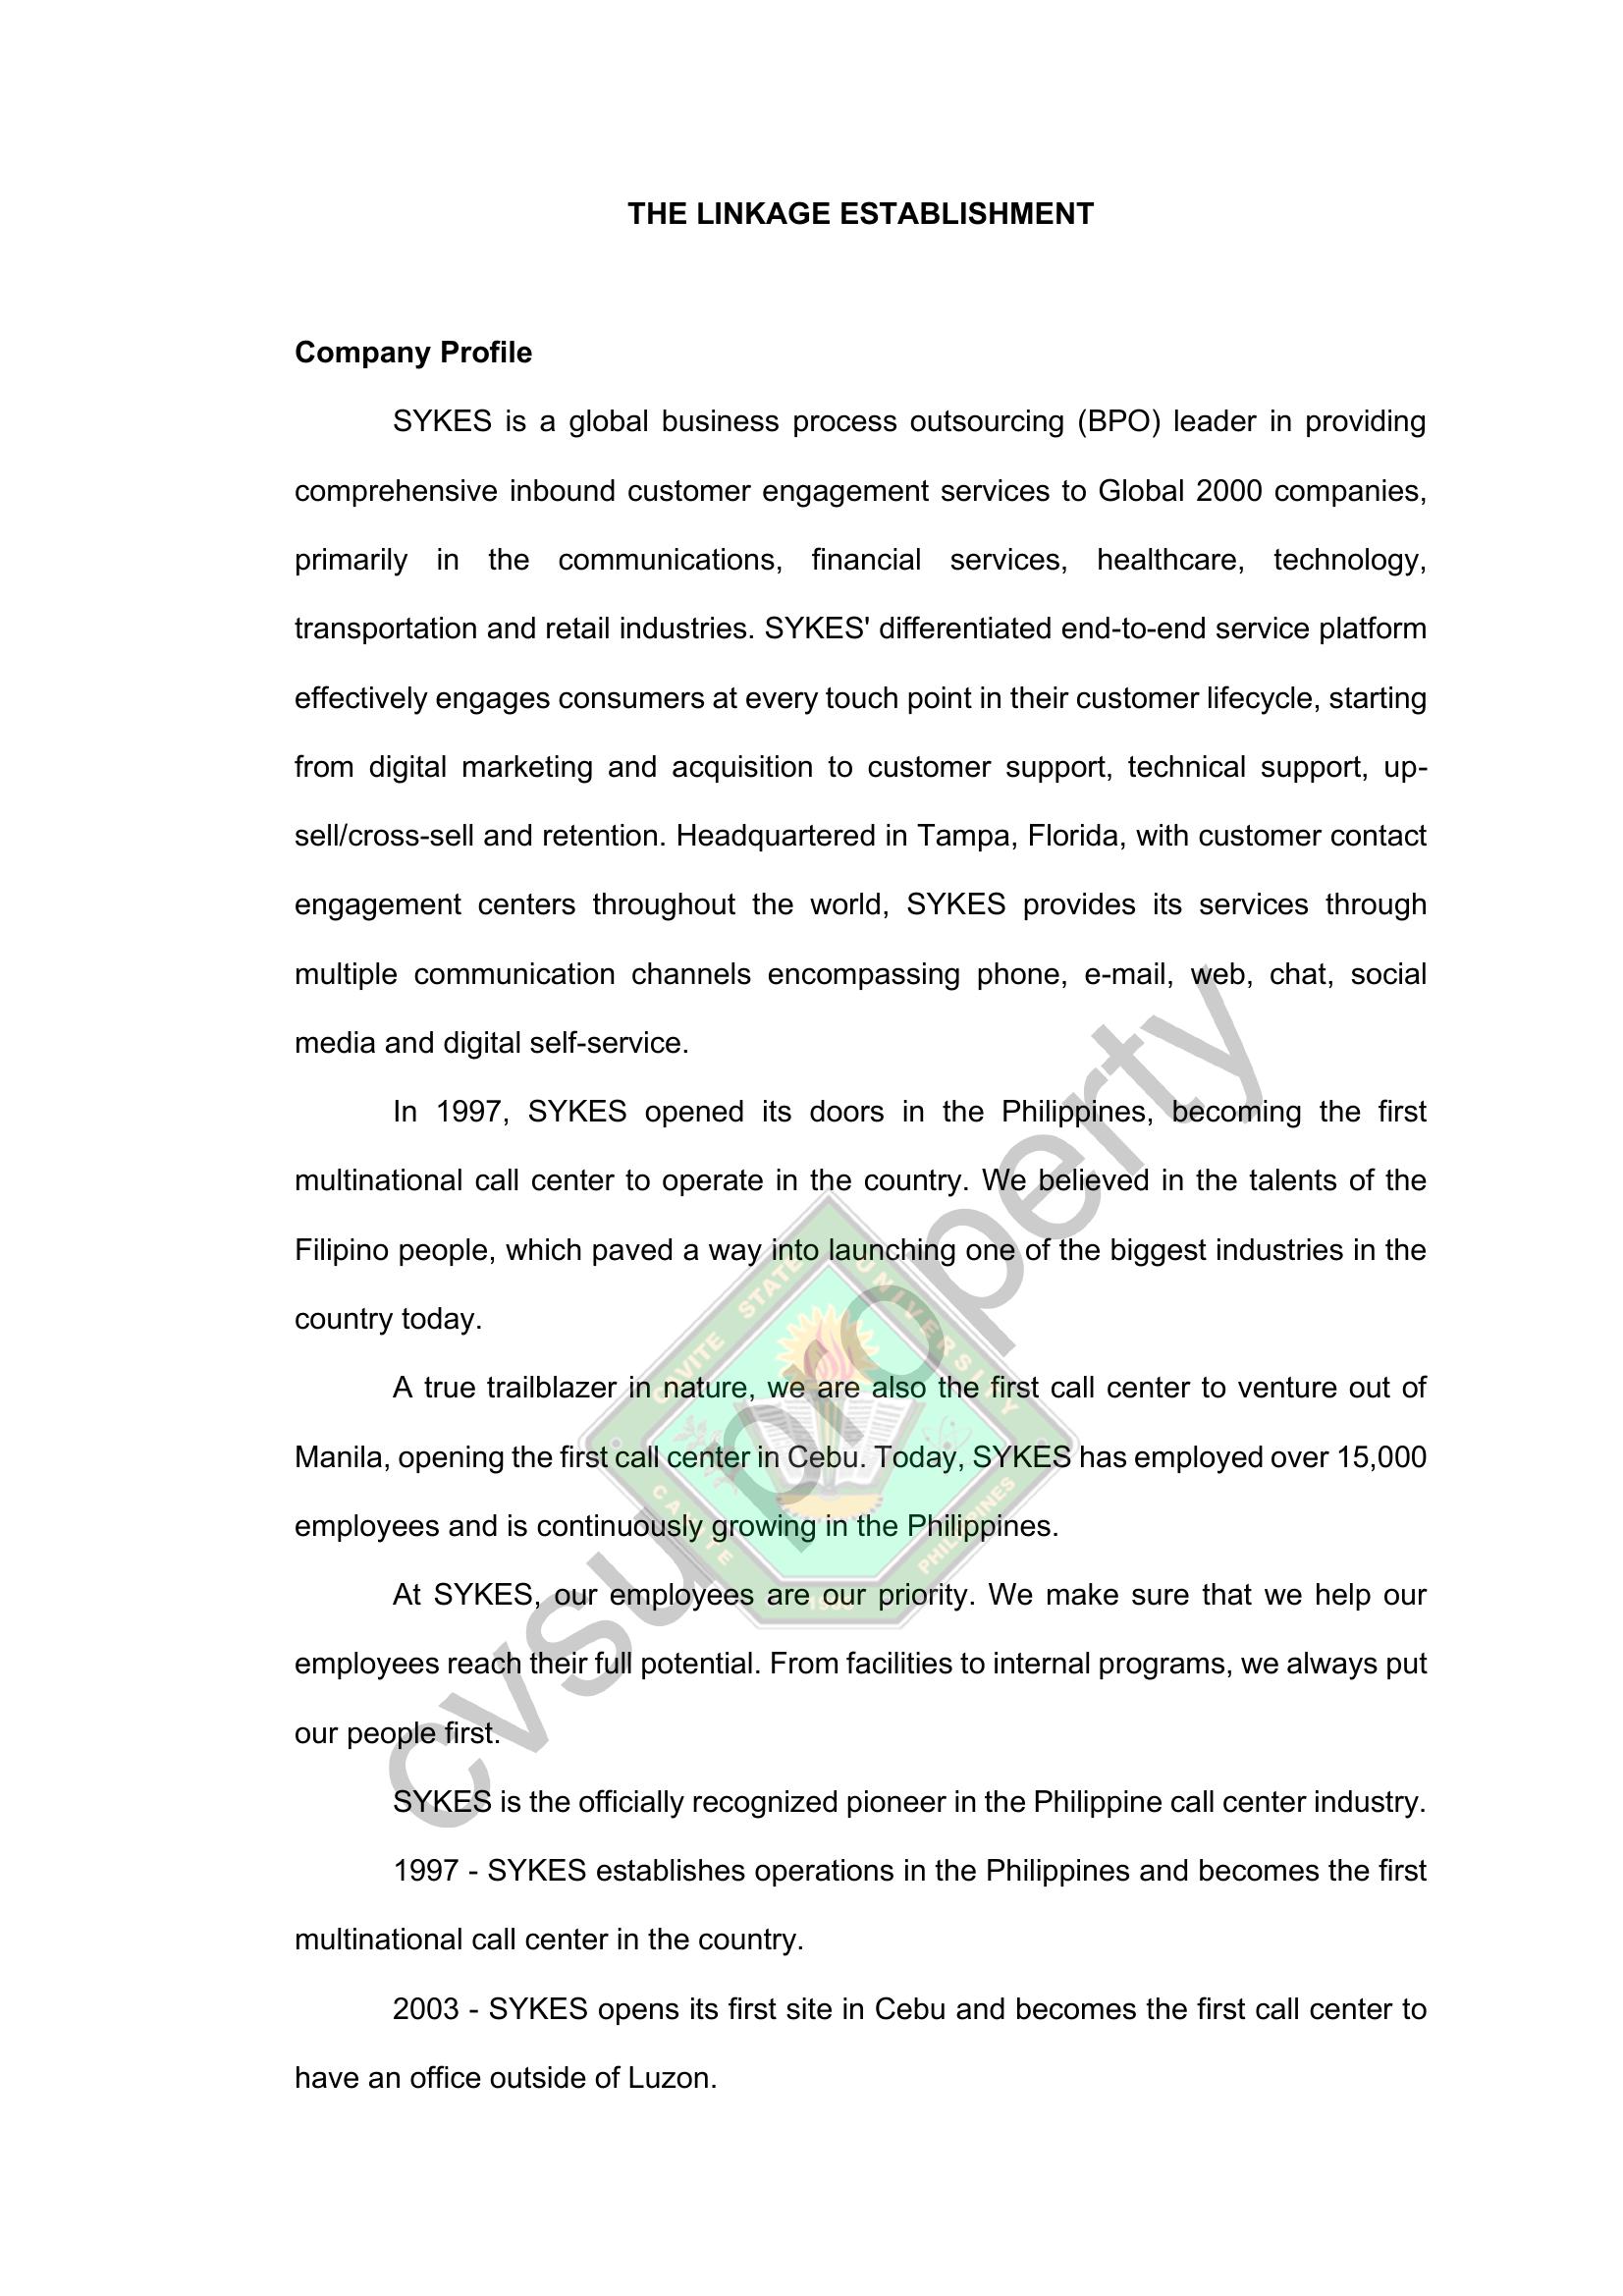 THE LINKAGE ESTABLISHMENT
Company Profile
SYKES is a global business process outsourcing (BPO) leader in providing
comprehensive inbound customer engagement services to Global 2000 companies,
primarily in the communications, financial services, healthcare, technology,
transportation and retail industries. SYKES' differentiated end-to-end service platform
effectively engages consumers at every touch point in their customer lifecycle, starting
from digital marketing and acquisition to customer support, technical support, up-
sell/cross-sell and retention. Headquartered in Tampa, Florida, with customer contact
engagement centers throughout the world, SYKES provides its services through
multiple communication channels encompassing phone, e-mail, web, chat, social
media and digital self-service.
In 1997, SYKES opened its doors in the Philippines, becoming the first
multinational call center to operate in the country. We believed in the talents of the
Filipino people, which paved a way into launching one of the biggest industries in the
country today.
A true trailblazer in nature, we are also the first call center to venture out of
Manila, opening the first call center in Cebu. Today, SYKES has employed over 15,000
employees and is continuously growing in the Philippines.
At SYKES, our employees are our priority. We make sure that we help our
employees reach their full potential. From facilities to internal programs, we always put
our people first.
SYKES is the officially recognized pioneer in the Philippine call center industry.
1997 - SYKES establishes operations in the Philippines and becomes the first
multinational call center in the country.
2003 - SYKES opens its first site in Cebu and becomes the first call center to
have an office outside of Luzon.
cvsu property
CAVITE STATE UNIVERSITY
CAVITE
PHILIPPINES